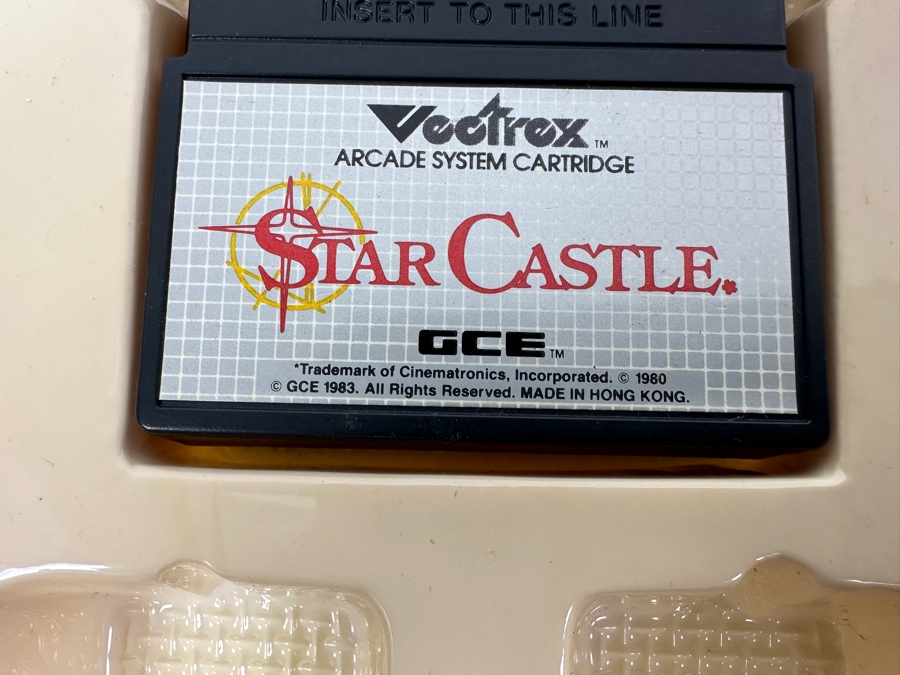 INSERT TO THIS LINE
Vectrex™
ARCADE SYSTEM CARTRIDGE
STAR CASTLE*
GCE™
*Trademark of Cinematronics, Incorporated. © 1980
© GCE 1983. All Rights Reserved. MADE IN HONG KONG.